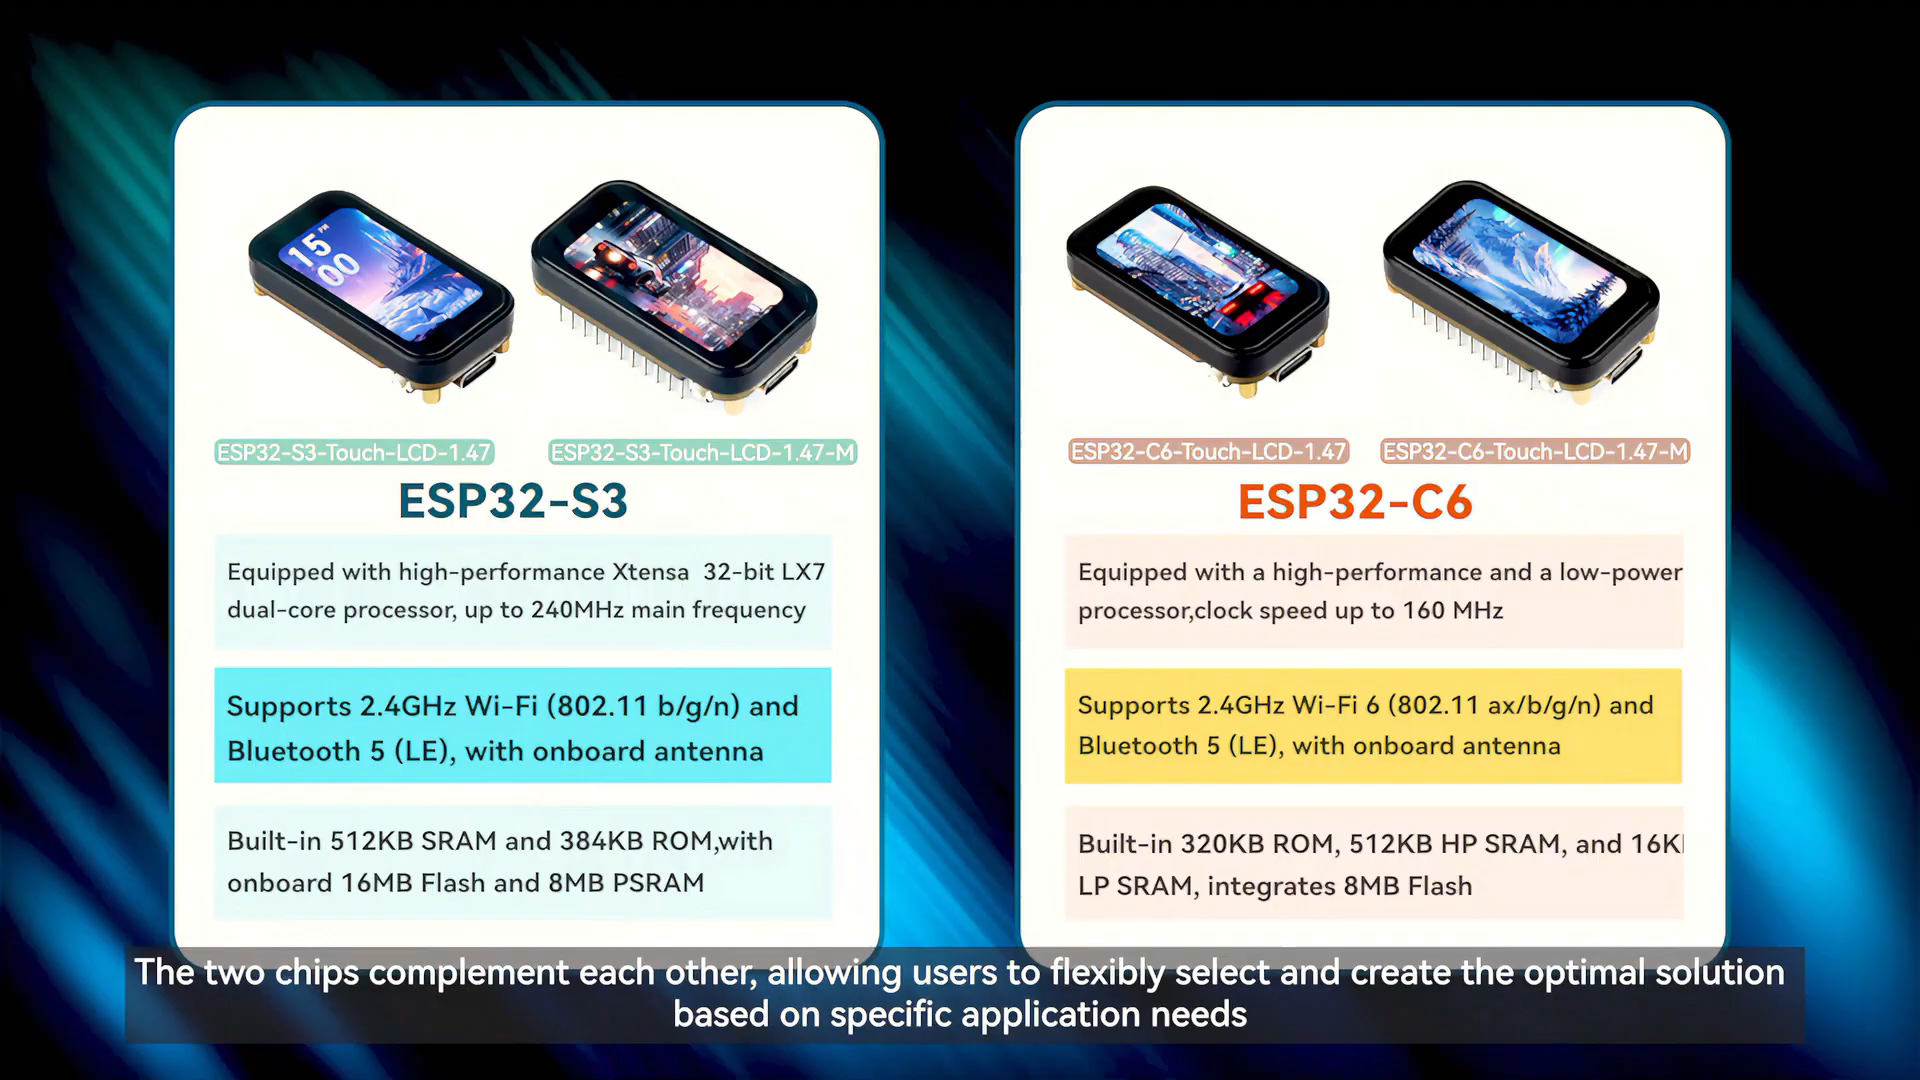 15
PM
00
ESP32-S3-Touch-LCD-1.47
ESP32-S3-Touch-LCD-1.47-M
ESP32-S3
Equipped with high-performance Xtensa 32-bit LX7
dual-core processor, up to 240MHz main frequency
Supports 2.4GHz Wi-Fi (802.11 b/g/n) and
Bluetooth 5 (LE), with onboard antenna
Built-in 512KB SRAM and 384KB ROM,with
onboard 16MB Flash and 8MB PSRAM
ESP32-C6-Touch-LCD-1.47
ESP32-C6-Touch-LCD-1.47-M
ESP32-C6
Equipped with a high-performance and a low-power
processor,clock speed up to 160 MHz
Supports 2.4GHz Wi-Fi 6 (802.11 ax/b/g/n) and
Bluetooth 5 (LE), with onboard antenna
Built-in 320KB ROM, 512KB HP SRAM, and
LP SRAM, integrates 8MB Flash
The two chips complement each other, allowing users to flexibly select and create the optimal solution
based on specific application needs